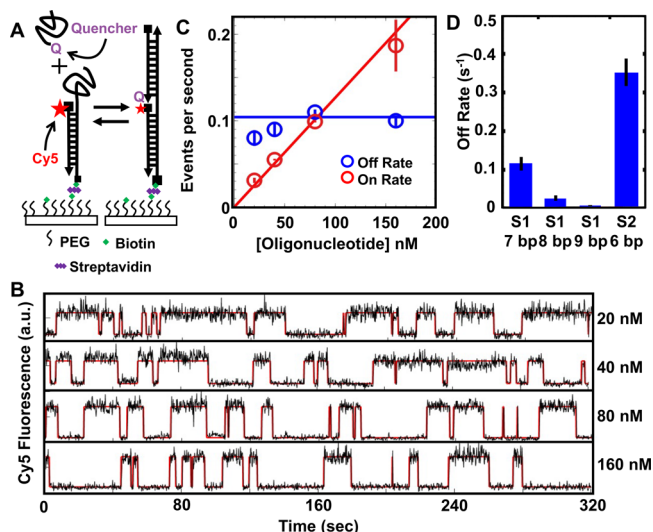 A
Quencher
Q
+
Q
Cy5
PEG
Biotin
Streptavidin
C
Events per second
0.2
0.1
0
Off Rate
On Rate
0 50 100 150 200
[Oligonucleotide] nM
D
Off Rate (s-1)
0.5
0.4
0.3
0.2
0.1
0
S1 S1 S1 S2
7 bp 8 bp 9 bp 6 bp
B
Cy5 Fluorescence (a.u.)
20 nM
40 nM
80 nM
160 nM
0 80 160 240 320
Time (sec)